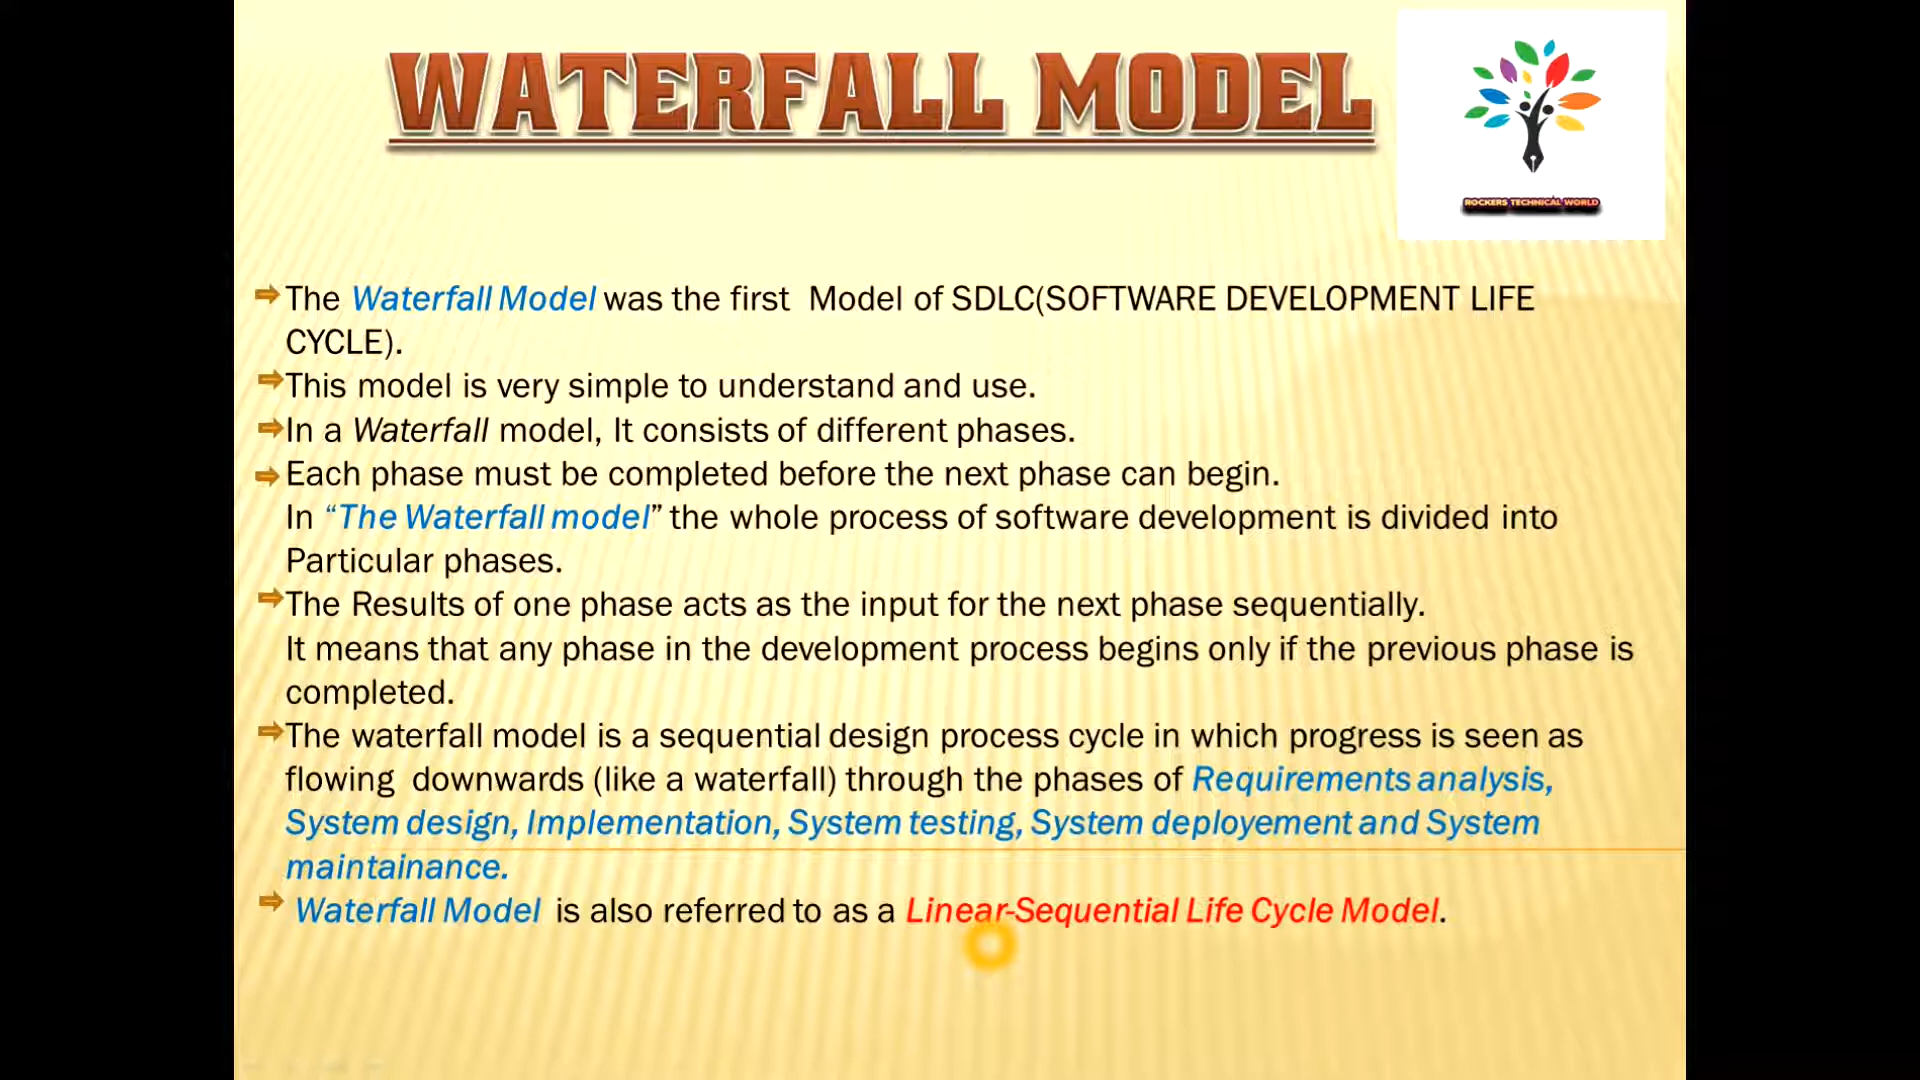 WATERFALL MODEL
ROCKERS TECHNICAL WORLD
The Waterfall Model was the first Model of SDLC(SOFTWARE DEVELOPMENT LIFE
CYCLE).
This model is very simple to understand and use.
In a Waterfall model, It consists of different phases.
Each phase must be completed before the next phase can begin.
In “The Waterfall model” the whole process of software development is divided into
Particular phases.
The Results of one phase acts as the input for the next phase sequentially.
It means that any phase in the development process begins only if the previous phase is
completed.
The waterfall model is a sequential design process cycle in which progress is seen as
flowing downwards (like a waterfall) through the phases of Requirements analysis,
System design, Implementation, System testing, System deployement and System
maintainance.
Waterfall Model is also referred to as a Linear-Sequential Life Cycle Model.